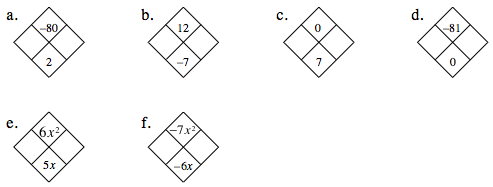 a. b. c. d.
–80 12 0 –81
2 –7 7 0
e. f.
6x² –7x²
5x –6x